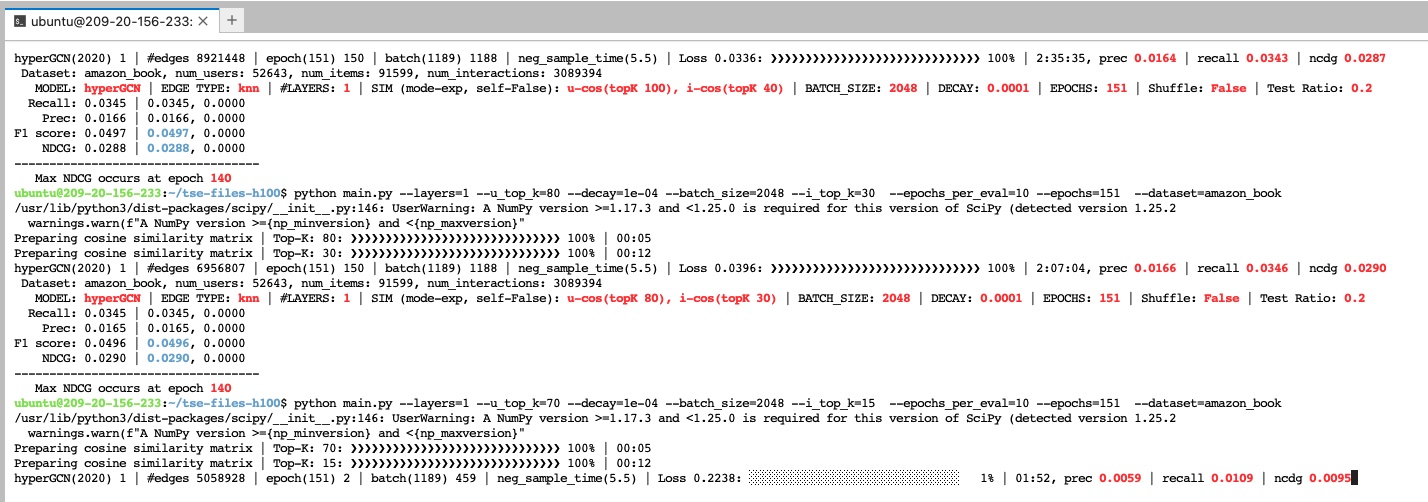 ubuntu@209-20-156-233: × +
hyperGCN(2020) 1 | #edges 8921448 | epoch(151) 150 | batch(1189) 1188 | neg_sample_time(5.5) | Loss 0.0336: ❯❯❯❯❯❯❯❯❯❯❯❯❯❯❯❯❯❯❯❯❯❯❯❯❯❯❯❯❯❯ 100% | 2:35:35, prec 0.0164 | recall 0.0343 | ncdg 0.0287
Dataset: amazon_book, num_users: 52643, num_items: 91599, num_interactions: 3089394
MODEL: hyperGCN | EDGE TYPE: knn | #LAYERS: 1 | SIM (mode-exp, self-False): u-cos(topK 100), i-cos(topK 40) | BATCH_SIZE: 2048 | DECAY: 0.0001 | EPOCHS: 151 | Shuffle: False | Test Ratio: 0.2
Recall: 0.0345 | 0.0345, 0.0000
Prec: 0.0166 | 0.0166, 0.0000
F1 score: 0.0497 | 0.0497, 0.0000
NDCG: 0.0288 | 0.0288, 0.0000
-----------------------------------
Max NDCG occurs at epoch 140
ubuntu@209-20-156-233:~/tse-files-h100$ python main.py --layers=1 --u_top_k=80 --decay=1e-04 --batch_size=2048 --i_top_k=30  --epochs_per_eval=10 --epochs=151  --dataset=amazon_book
/usr/lib/python3/dist-packages/scipy/__init__.py:146: UserWarning: A NumPy version >=1.17.3 and <1.25.0 is required for this version of SciPy (detected version 1.25.2
warnings.warn(f"A NumPy version >={np_minversion} and <{np_maxversion}"
Preparing cosine similarity matrix | Top-K: 80: ❯❯❯❯❯❯❯❯❯❯❯❯❯❯❯❯❯❯❯❯❯❯❯❯❯❯❯❯❯❯ 100% | 00:05
Preparing cosine similarity matrix | Top-K: 30: ❯❯❯❯❯❯❯❯❯❯❯❯❯❯❯❯❯❯❯❯❯❯❯❯❯❯❯❯❯❯ 100% | 00:12
hyperGCN(2020) 1 | #edges 6956807 | epoch(151) 150 | batch(1189) 1188 | neg_sample_time(5.5) | Loss 0.0396: ❯❯❯❯❯❯❯❯❯❯❯❯❯❯❯❯❯❯❯❯❯❯❯❯❯❯❯❯❯❯ 100% | 2:07:04, prec 0.0166 | recall 0.0346 | ncdg 0.0290
Dataset: amazon_book, num_users: 52643, num_items: 91599, num_interactions: 3089394
MODEL: hyperGCN | EDGE TYPE: knn | #LAYERS: 1 | SIM (mode-exp, self-False): u-cos(topK 80), i-cos(topK 30) | BATCH_SIZE: 2048 | DECAY: 0.0001 | EPOCHS: 151 | Shuffle: False | Test Ratio: 0.2
Recall: 0.0345 | 0.0345, 0.0000
Prec: 0.0165 | 0.0165, 0.0000
F1 score: 0.0496 | 0.0496, 0.0000
NDCG: 0.0290 | 0.0290, 0.0000
-----------------------------------
Max NDCG occurs at epoch 140
ubuntu@209-20-156-233:~/tse-files-h100$ python main.py --layers=1 --u_top_k=70 --decay=1e-04 --batch_size=2048 --i_top_k=15  --epochs_per_eval=10 --epochs=151  --dataset=amazon_book
/usr/lib/python3/dist-packages/scipy/__init__.py:146: UserWarning: A NumPy version >=1.17.3 and <1.25.0 is required for this version of SciPy (detected version 1.25.2
warnings.warn(f"A NumPy version >={np_minversion} and <{np_maxversion}"
Preparing cosine similarity matrix | Top-K: 70: ❯❯❯❯❯❯❯❯❯❯❯❯❯❯❯❯❯❯❯❯❯❯❯❯❯❯❯❯❯❯ 100% | 00:05
Preparing cosine similarity matrix | Top-K: 15: ❯❯❯❯❯❯❯❯❯❯❯❯❯❯❯❯❯❯❯❯❯❯❯❯❯❯❯❯❯❯ 100% | 00:12
hyperGCN(2020) 1 | #edges 5058928 | epoch(151) 2 | batch(1189) 459 | neg_sample_time(5.5) | Loss 0.2238: ░░░░░░░░░░░░░░░░░░░░░░░░░░░░░░ 1% | 01:52, prec 0.0059 | recall 0.0109 | ncdg 0.0095